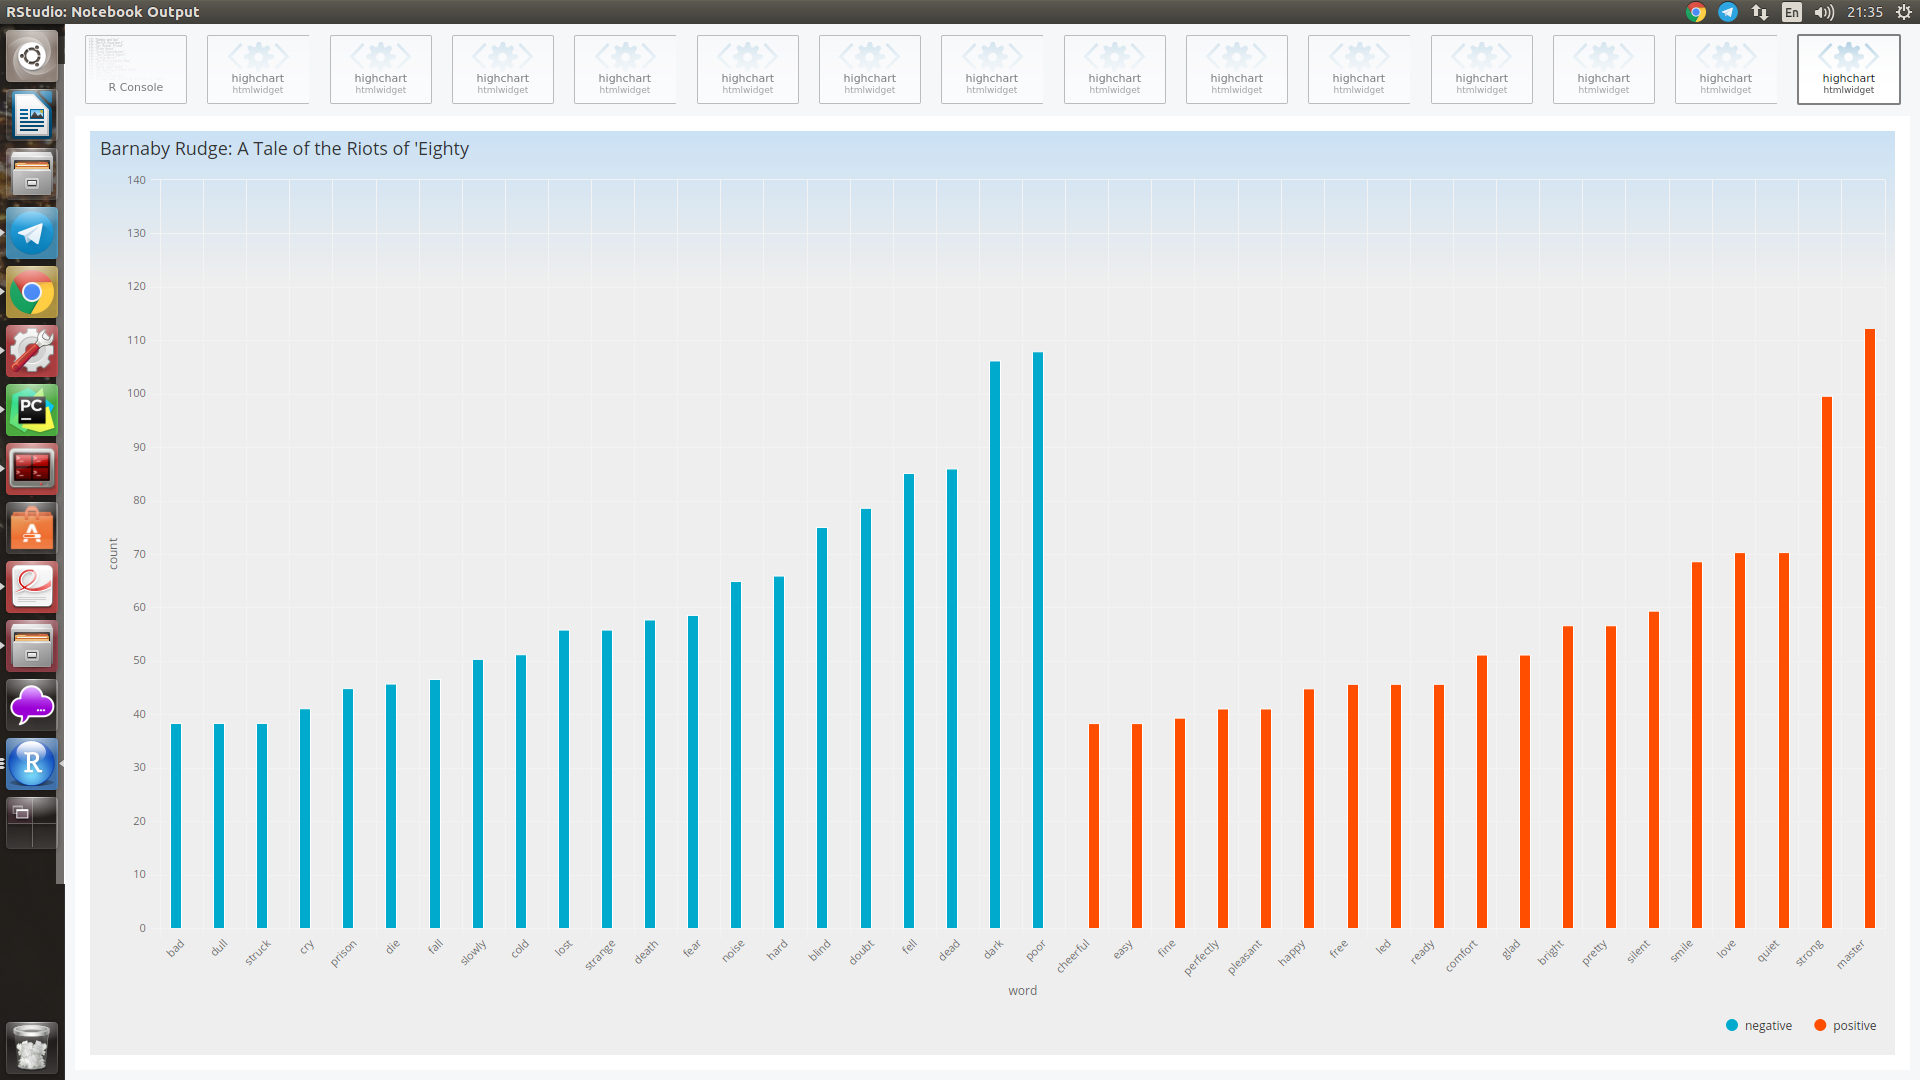 RStudio: Notebook Output
En
21:35
R Console
highchart
htmlwidget
highchart
htmlwidget
highchart
htmlwidget
highchart
htmlwidget
highchart
htmlwidget
highchart
htmlwidget
highchart
htmlwidget
highchart
htmlwidget
highchart
htmlwidget
highchart
htmlwidget
highchart
htmlwidget
highchart
htmlwidget
highchart
htmlwidget
highchart
htmlwidget
PC
A
R
Barnaby Rudge: A Tale of the Riots of 'Eighty
140
130
120
110
100
90
80
70
60
50
40
30
20
10
0
count
bad
dull
struck
cry
prison
die
fall
slowly
cold
lost
strange
death
fear
noise
hard
blind
doubt
fell
dead
dark
poor
cheerful
easy
fine
perfectly
pleasant
happy
free
led
ready
comfort
glad
bright
pretty
silent
smile
love
quiet
strong
master
word
negative
positive